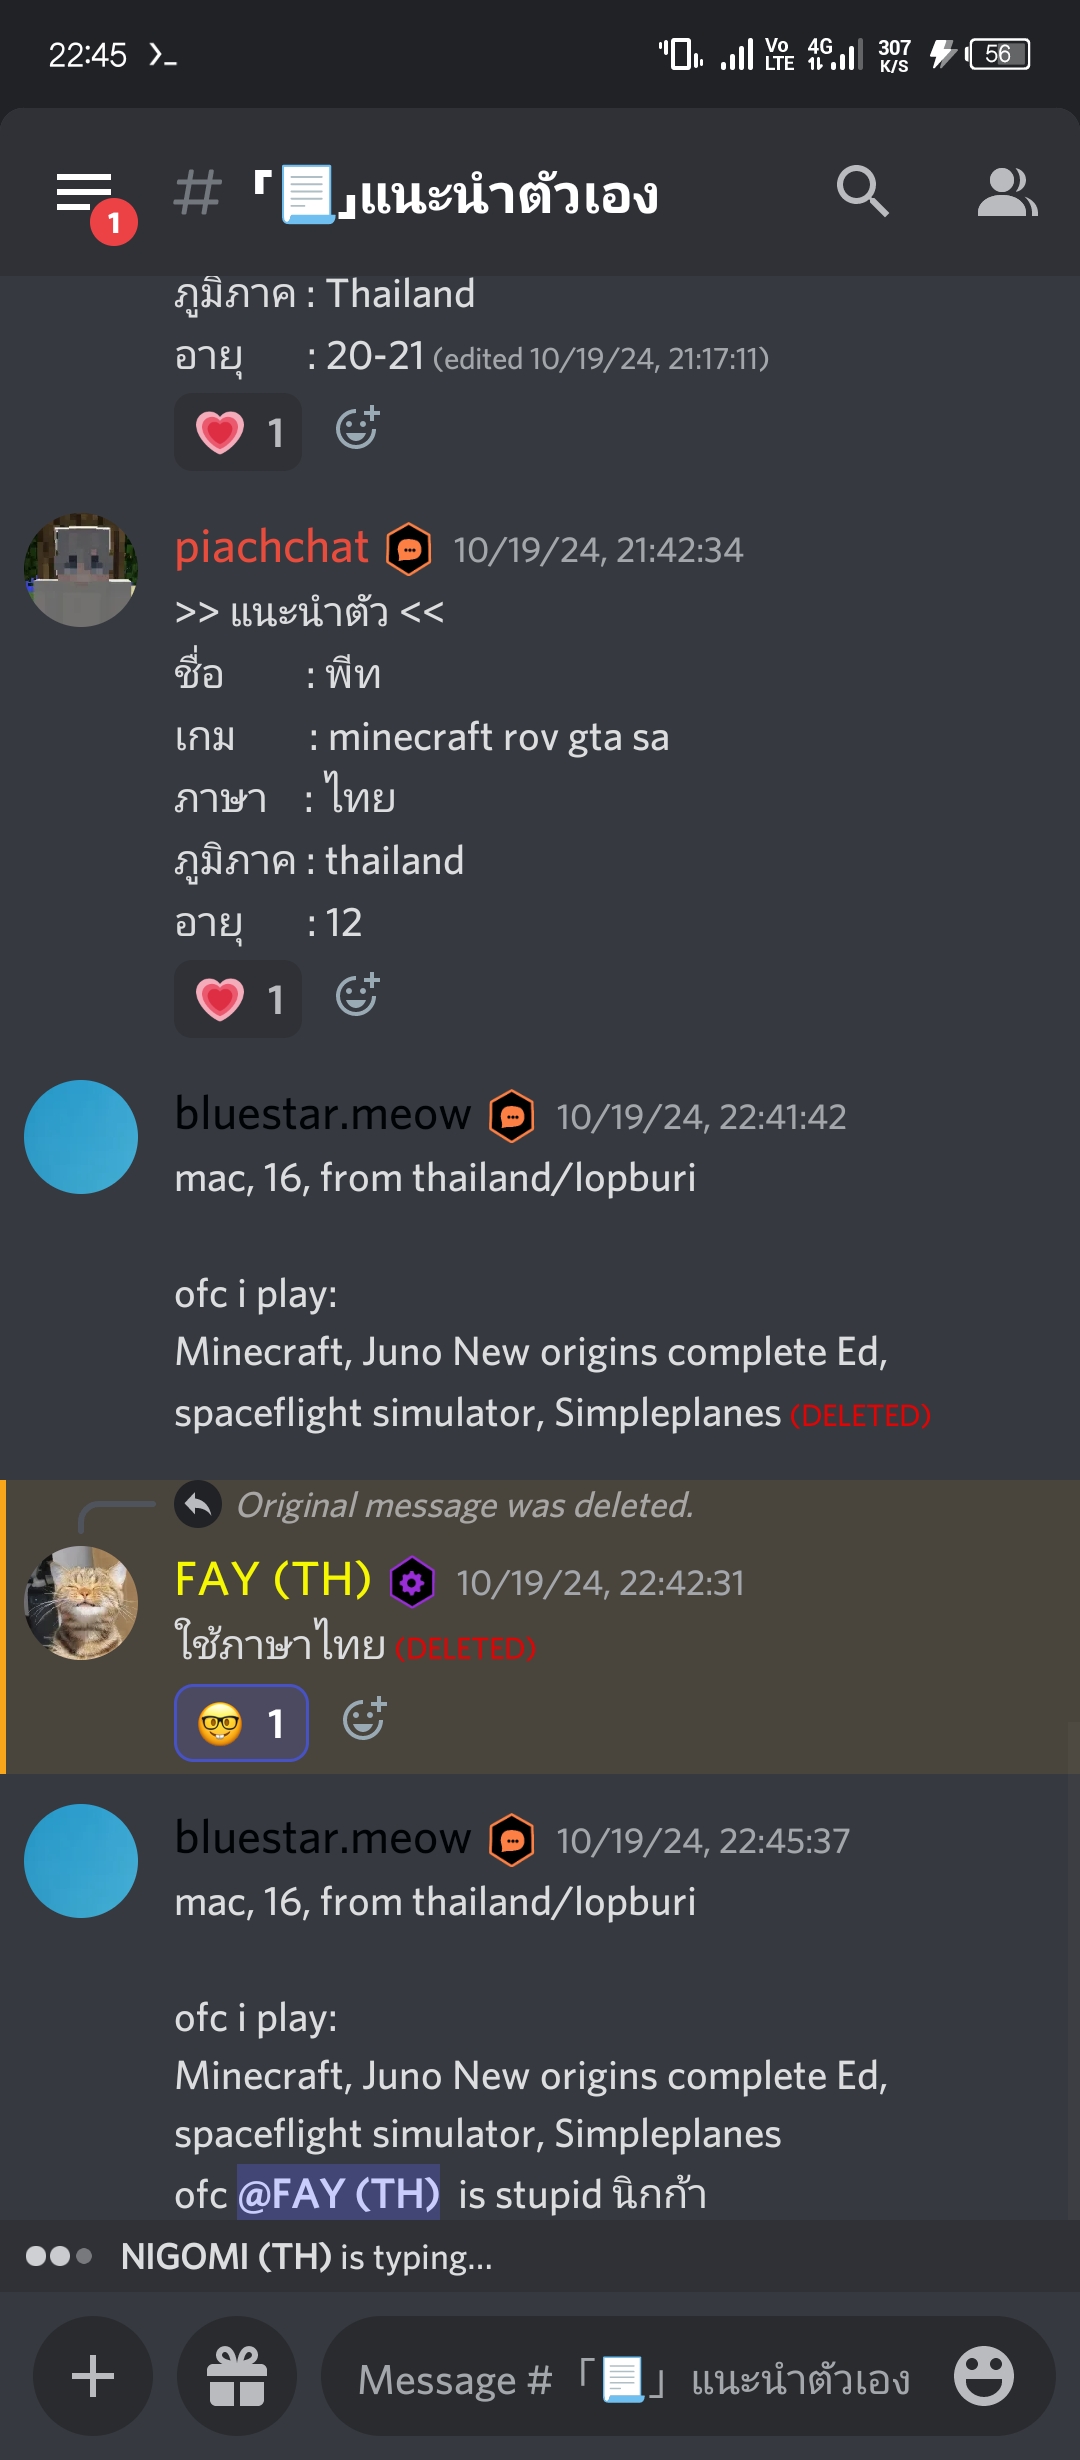 22:45 >_ Vo LTE 4G 307 K/S 56
1 # 「📃」แนะนำตัวเอง
ภูมิภาค : Thailand
อายุ : 20-21 (edited 10/19/24, 21:17:11)
1
piachchat 10/19/24, 21:42:34
>> แนะนำตัว <<
ชื่อ : พีท
เกม : minecraft rov gta sa
ภาษา : ไทย
ภูมิภาค : thailand
อายุ : 12
1
bluestar.meow 10/19/24, 22:41:42
mac, 16, from thailand/lopburi
ofc i play:
Minecraft, Juno New origins complete Ed,
spaceflight simulator, Simpleplanes (DELETED)
Original message was deleted.
FAY (TH) 10/19/24, 22:42:31
ใช้ภาษาไทย (DELETED)
1
bluestar.meow 10/19/24, 22:45:37
mac, 16, from thailand/lopburi
ofc i play:
Minecraft, Juno New origins complete Ed,
spaceflight simulator, Simpleplanes
ofc @FAY (TH) is stupid นิกก้า
NIGOMI (TH) is typing...
Message # 「📃」 แนะนำตัวเอง